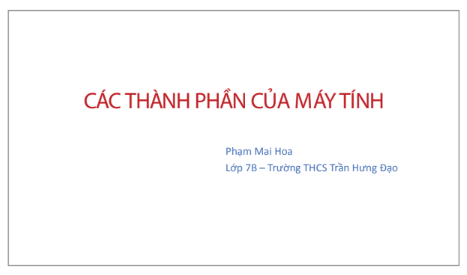 CÁC THÀNH PHẦN CỦA MÁY TÍNH
Phạm Mai Hoa
Lớp 7B – Trường THCS Trần Hưng Đạo